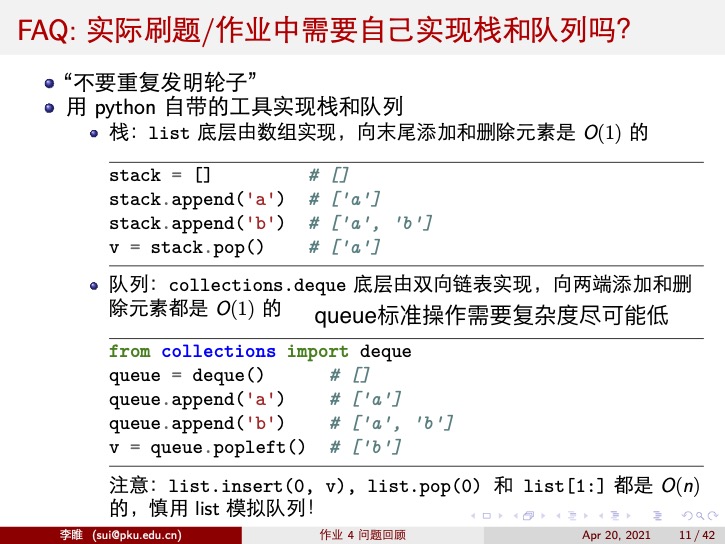 FAQ: 实际刷题/作业中需要自己实现栈和队列吗?
“不要重复发明轮子”
用 python 自带的工具实现栈和队列
栈：list 底层由数组实现，向末尾添加和删除元素是 O(1) 的
stack = [] # []
stack.append('a') # ['a']
stack.append('b') # ['a', 'b']
v = stack.pop() # ['a']
队列：collections.deque 底层由双向链表实现，向两端添加和删
除元素都是 O(1) 的
queue标准操作需要复杂度尽可能低
from collections import deque
queue = deque() # []
queue.append('a') # ['a']
queue.append('b') # ['a', 'b']
v = queue.popleft() # ['b']
注意：list.insert(0, v), list.pop(0) 和 list[1:] 都是 O(n)
的，慎用 list 模拟队列！
李睢 (sui@pku.edu.cn) 作业 4 问题回顾 Apr 20, 2021 11 / 42